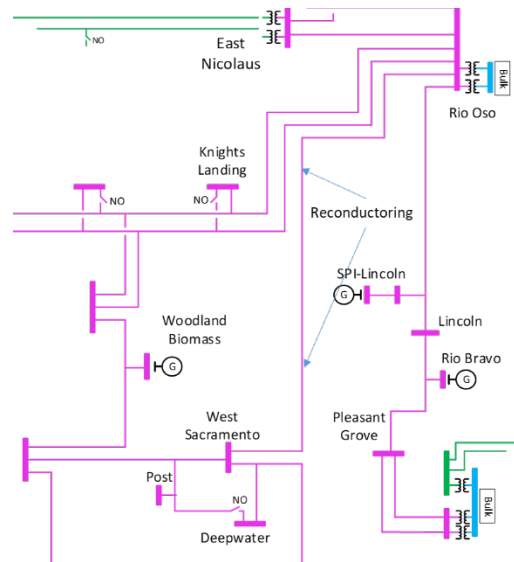 East
Nicolaus
NO
Bulk
Rio Oso
Knights
Landing
NO
NO
Reconductoring
SPI-Lincoln
G
Lincoln
Woodland
Biomass
G
Rio Bravo
G
West
Sacramento
Pleasant
Grove
Post
NO
Deepwater
Bulk